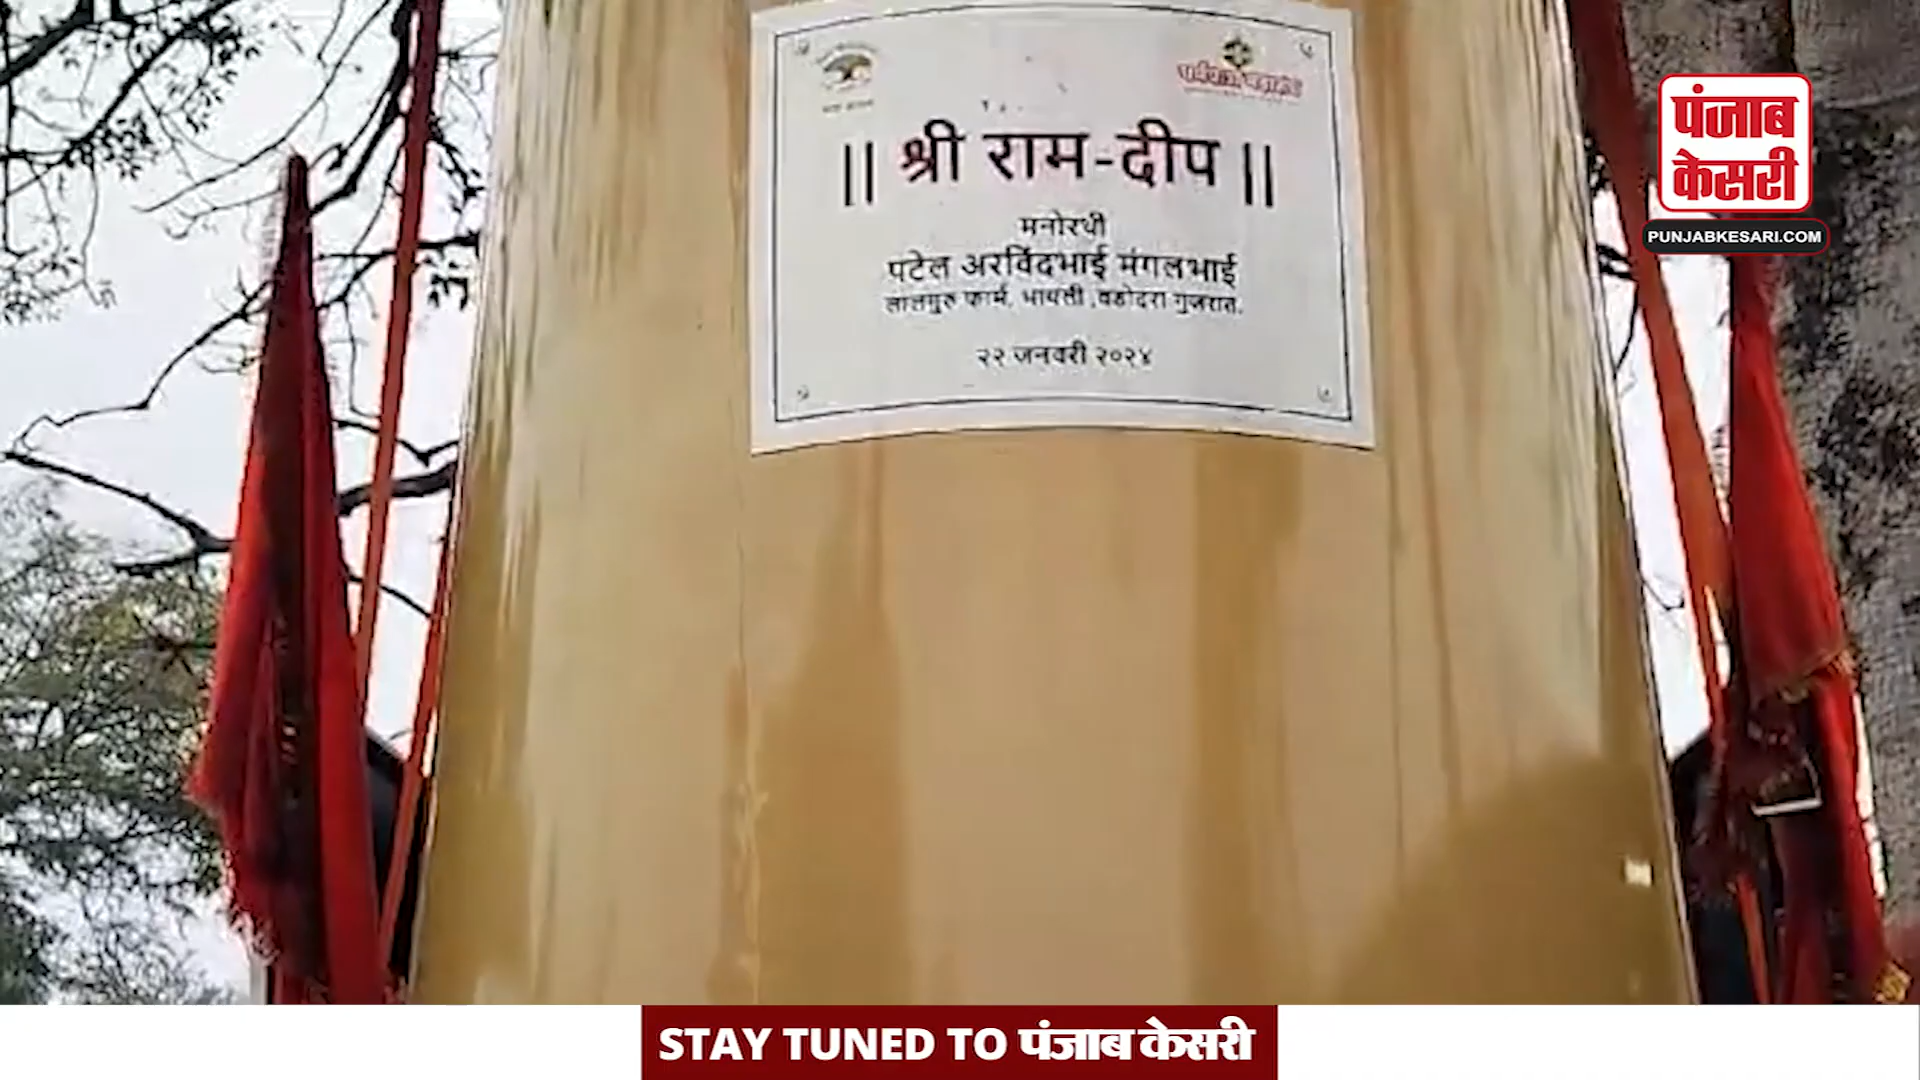 || श्री राम-दीप ||
मनोरथी
पटेल अरविंदभाई मंगलभाई
फार्म, भायली ,वडोदरा गुजरात.
२२ जनवरी २०२४
पंजाब
केसरी
PUNJABKESARI.COM
STAY TUNED TO पंजाब केसरी